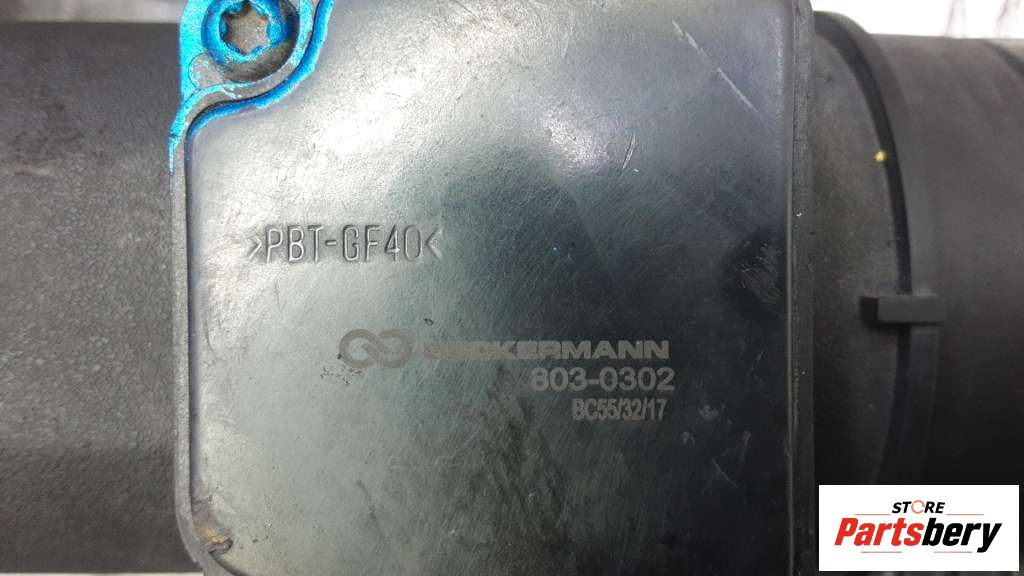 >PBT-GF40<
803-0302
BC55/32/17
STORE
Partsbery